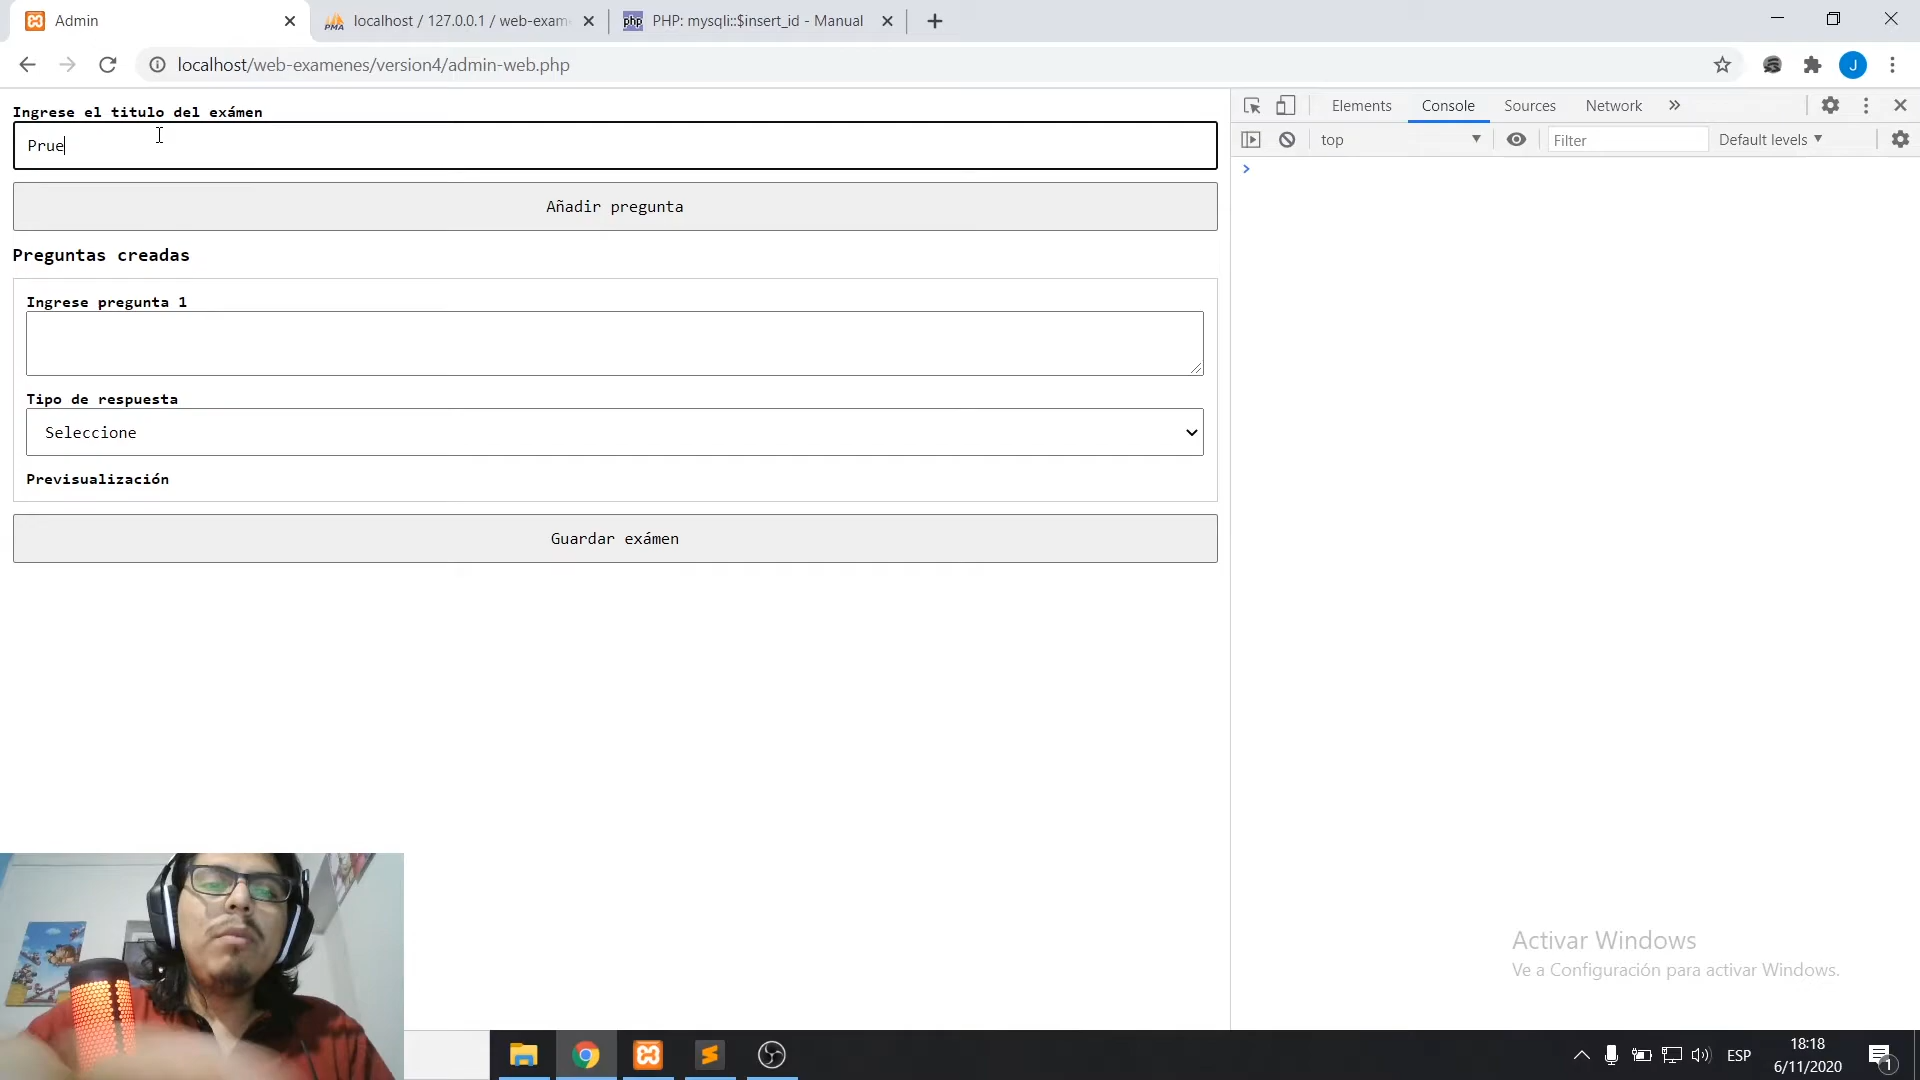 Admin
localhost / 127.0.0.1 / web-exam
PHP: mysqli::$insert_id - Manual
localhost/web-examenes/version4/admin-web.php
J
Ingrese el titulo del exámen
Prue
Añadir pregunta
Preguntas creadas
Ingrese pregunta 1
Tipo de respuesta
Seleccione
Previsualización
Guardar exámen
Elements
Console
Sources
Network
top
Filter
Default levels
Activar Windows
Ve a Configuración para activar Windows.
ESP
18:18
6/11/2020
1
PMA
php